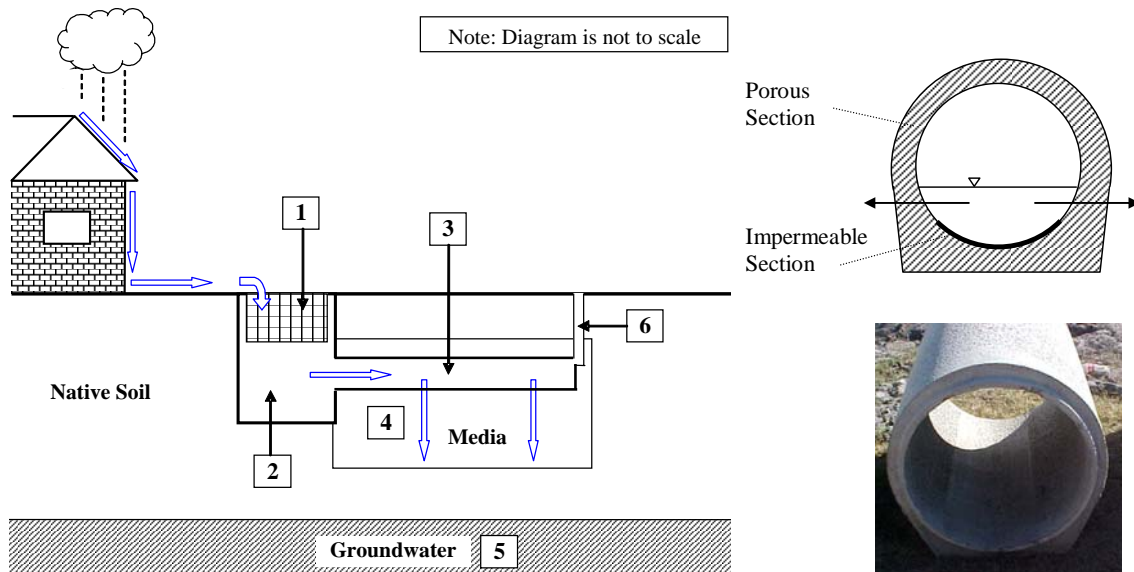 Note: Diagram is not to scale
Porous
Section
1
3
Impermeable
Section
6
Native Soil
4
Media
2
Groundwater
5